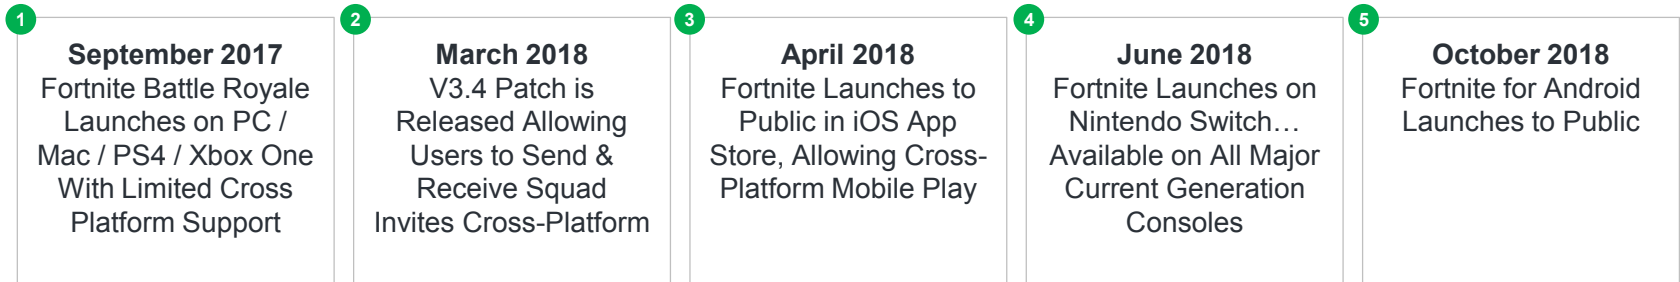 1
September 2017
Fortnite Battle Royale
Launches on PC /
Mac / PS4 / Xbox One
With Limited Cross
Platform Support
2
March 2018
V3.4 Patch is
Released Allowing
Users to Send &
Receive Squad
Invites Cross-Platform
3
April 2018
Fortnite Launches to
Public in iOS App
Store, Allowing Cross-
Platform Mobile Play
4
June 2018
Fortnite Launches on
Nintendo Switch…
Available on All Major
Current Generation
Consoles
5
October 2018
Fortnite for Android
Launches to Public